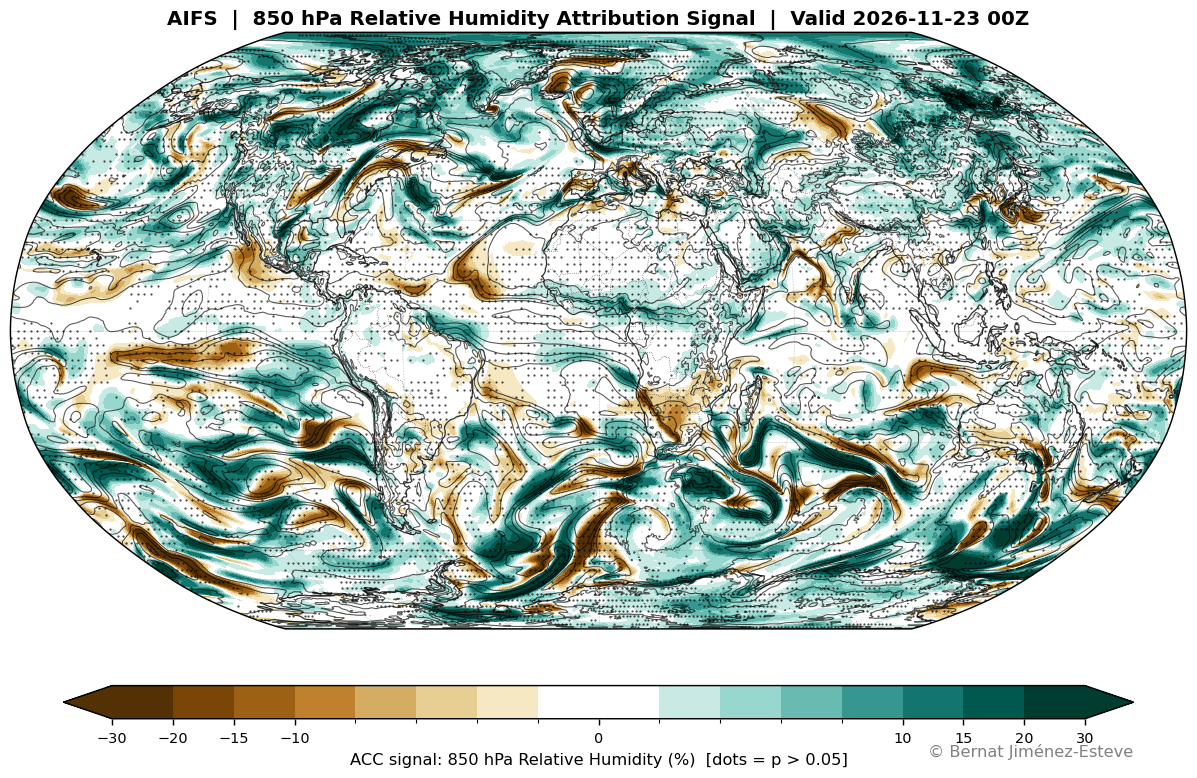 AIFS | 850 hPa Relative Humidity Attribution Signal | Valid 2026-11-23 00Z
−30 −20 −15 −10 0 10 15 20 30
ACC signal: 850 hPa Relative Humidity (%) [dots = p > 0.05]
© Bernat Jiménez-Esteve